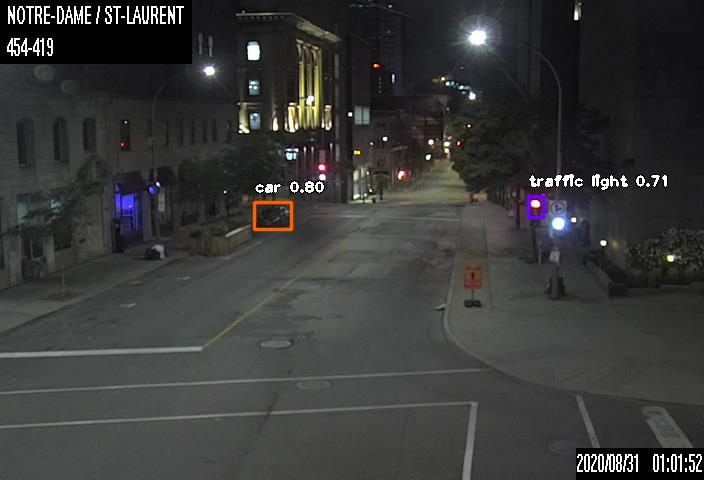 NOTRE-DAME / ST-LAURENT
454-419
car 0.80
traffic light 0.71
2020/08/31 01:01:52